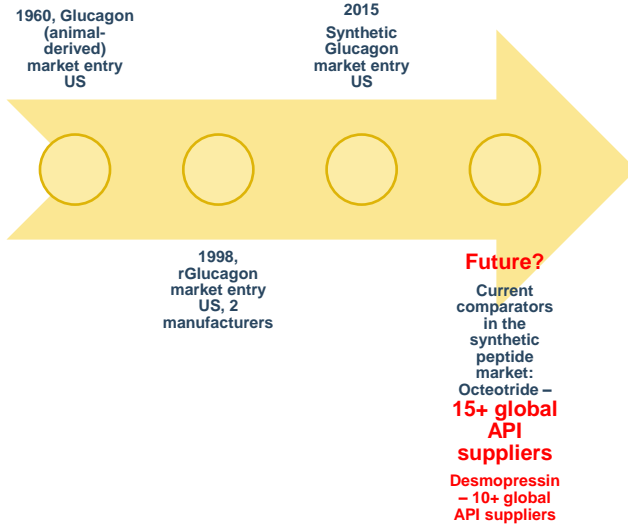 1960, Glucagon
(animal-
derived)
market entry
US
1998,
rGlucagon
market entry
US, 2
manufacturers
2015
Synthetic
Glucagon
market entry
US
Future?
Current
comparators
in the
synthetic
peptide
market:
Octeotride –
15+ global
API
suppliers
Desmopressin
– 10+ global
API suppliers